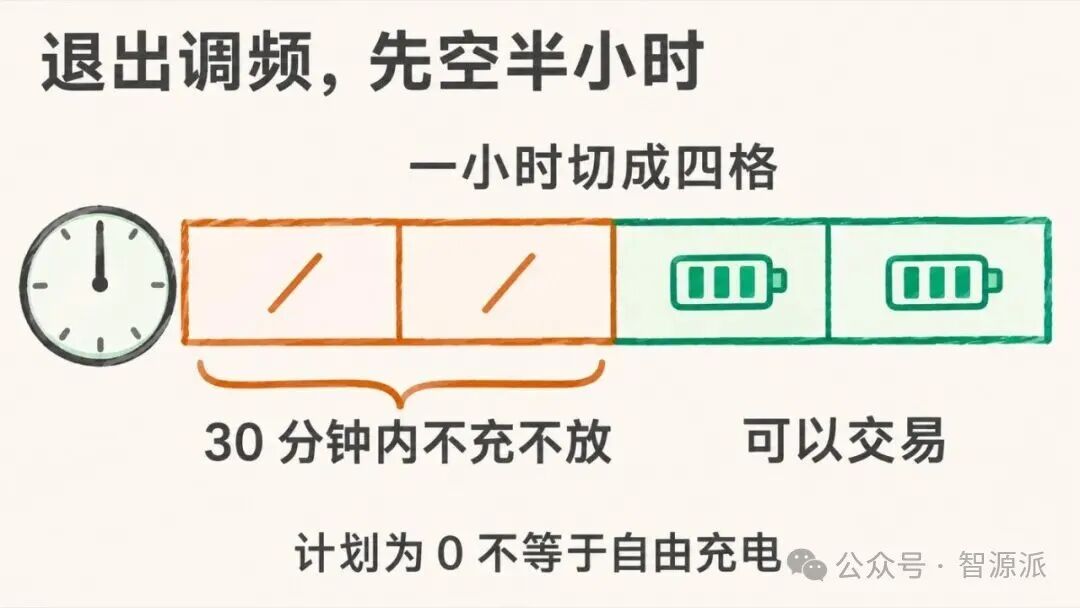 退出调频，先空半小时
一小时切成四格
30 分钟内不充不放
可以交易
计划为 0 不等于自由充电
公众号 · 智源派